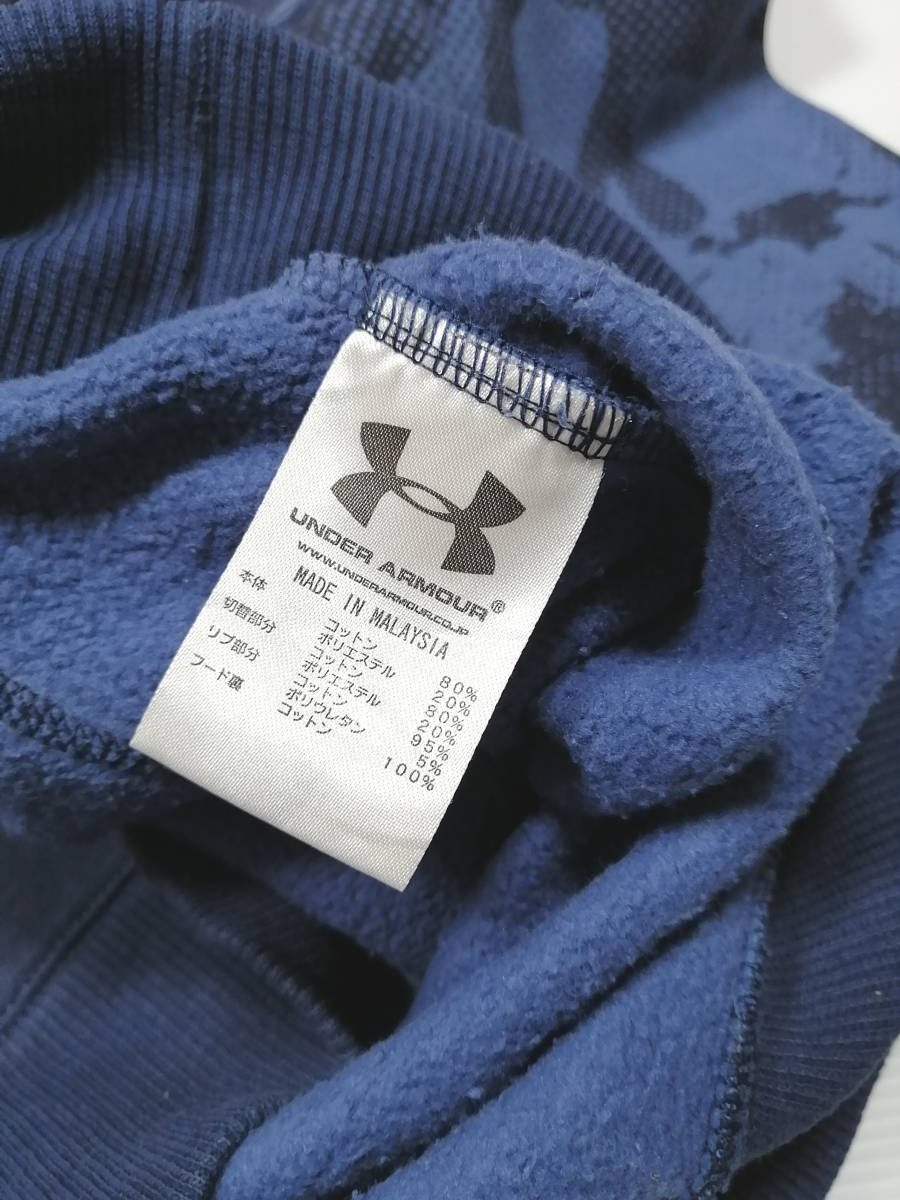 UNDER ARMOUR®
WWW.UNDERARMOUR.CO.JP
MADE IN MALAYSIA
本体 コットン 80%
ポリエステル 20%
切替部分 コットン 80%
ポリエステル 20%
リブ部分 コットン 95%
ポリウレタン 5%
フード裏 コットン 100%